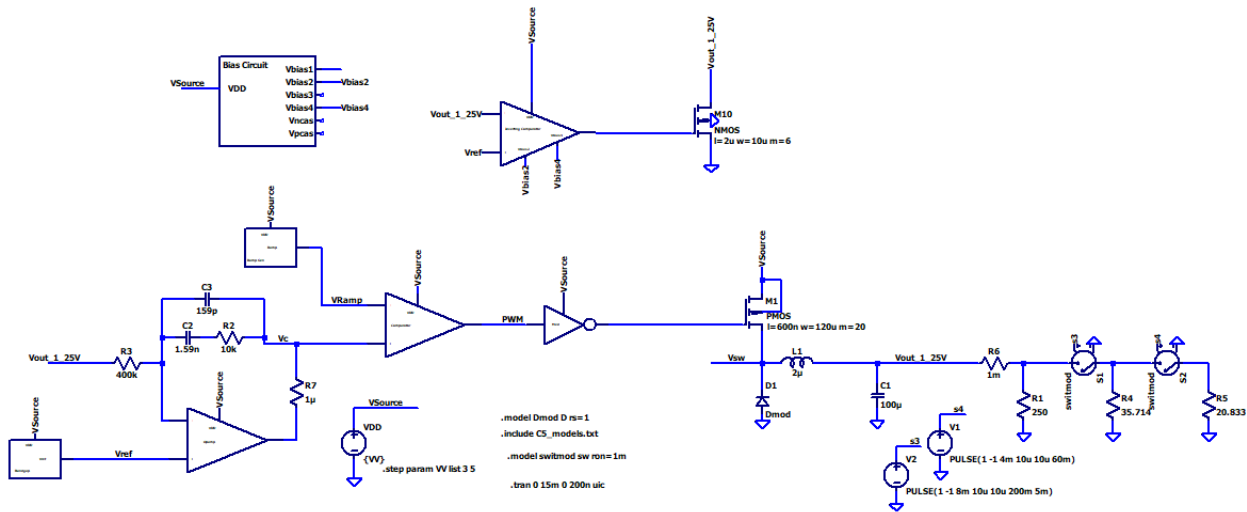 Bias Circuit
VSource
VDD
Vbias1
Vbias2
Vbias3
Vbias4
Vncas
Vpcas
Vbias2
Vbias4
VSource
Vout_1_25V
Vref
Vbias2
Vbias4
Vout_1_25V
M10
NMOS
l=2u w=10u m=6
VSource
VRamp
VSource
PWM
VSource
VSource
M1
PMOS
l=600n w=120u m=20
C3
159p
C2
1.59n
R2
10k
Vc
Vout_1_25V
R3
400k
R7
1µ
VSource
VSource
Vref
VSource
VDD
{VV}
.step param VV list 3 5
.model Dmod D rs=1
.include C5_models.txt
.model switmod sw ron=1m
.tran 0 15m 0 200n uic
Vsw
L1
2µ
D1
Dmod
Vout_1_25V
C1
100µ
R6
1m
R1
250
s3
switmod
S1
R4
35.714
s4
switmod
S2
R5
20.833
s4
V1
PULSE(1 -1 4m 10u 10u 60m)
s3
V2
PULSE(1 -1 8m 10u 10u 200m 5m)